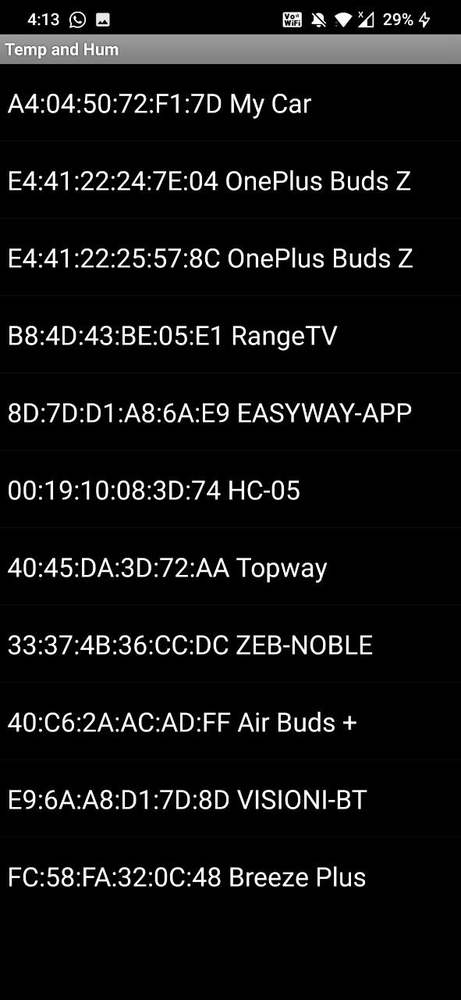 4:13 Vo WiFi X 29%
Temp and Hum
A4:04:50:72:F1:7D My Car
E4:41:22:24:7E:04 OnePlus Buds Z
E4:41:22:25:57:8C OnePlus Buds Z
B8:4D:43:BE:05:E1 RangeTV
8D:7D:D1:A8:6A:E9 EASYWAY-APP
00:19:10:08:3D:74 HC-05
40:45:DA:3D:72:AA Topway
33:37:4B:36:CC:DC ZEB-NOBLE
40:C6:2A:AC:AD:FF Air Buds +
E9:6A:A8:D1:7D:8D VISIONI-BT
FC:58:FA:32:0C:48 Breeze Plus